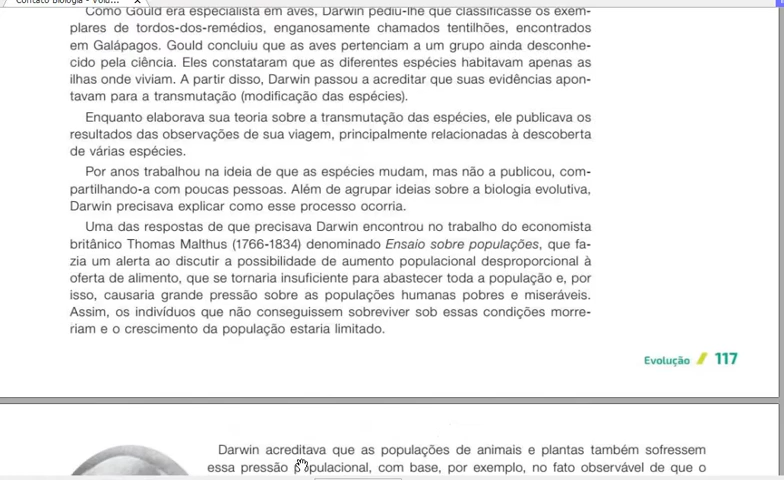 Contato Biologia - Volu...
Como Gould era especialista em aves, Darwin pediu-lhe que classificasse os exem-
plares de tordos-dos-remédios, enganosamente chamados tentilhões, encontrados
em Galápagos. Gould concluiu que as aves pertenciam a um grupo ainda desconhe-
cido pela ciência. Eles constataram que as diferentes espécies habitavam apenas as
ilhas onde viviam. A partir disso, Darwin passou a acreditar que suas evidências apon-
tavam para a transmutação (modificação das espécies).
Enquanto elaborava sua teoria sobre a transmutação das espécies, ele publicava os
resultados das observações de sua viagem, principalmente relacionadas à descoberta
de várias espécies.
Por anos trabalhou na ideia de que as espécies mudam, mas não a publicou, com-
partilhando-a com poucas pessoas. Além de agrupar ideias sobre a biologia evolutiva,
Darwin precisava explicar como esse processo ocorria.
Uma das respostas de que precisava Darwin encontrou no trabalho do economista
britânico Thomas Malthus (1766-1834) denominado Ensaio sobre populações, que fa-
zia um alerta ao discutir a possibilidade de aumento populacional desproporcional à
oferta de alimento, que se tornaria insuficiente para abastecer toda a população e, por
isso, causaria grande pressão sobre as populações humanas pobres e miseráveis.
Assim, os indivíduos que não conseguissem sobreviver sob essas condições morre-
riam e o crescimento da população estaria limitado.
Evolução 117
Darwin acreditava que as populações de animais e plantas também sofressem
essa pressão populacional, com base, por exemplo, no fato observável de que o